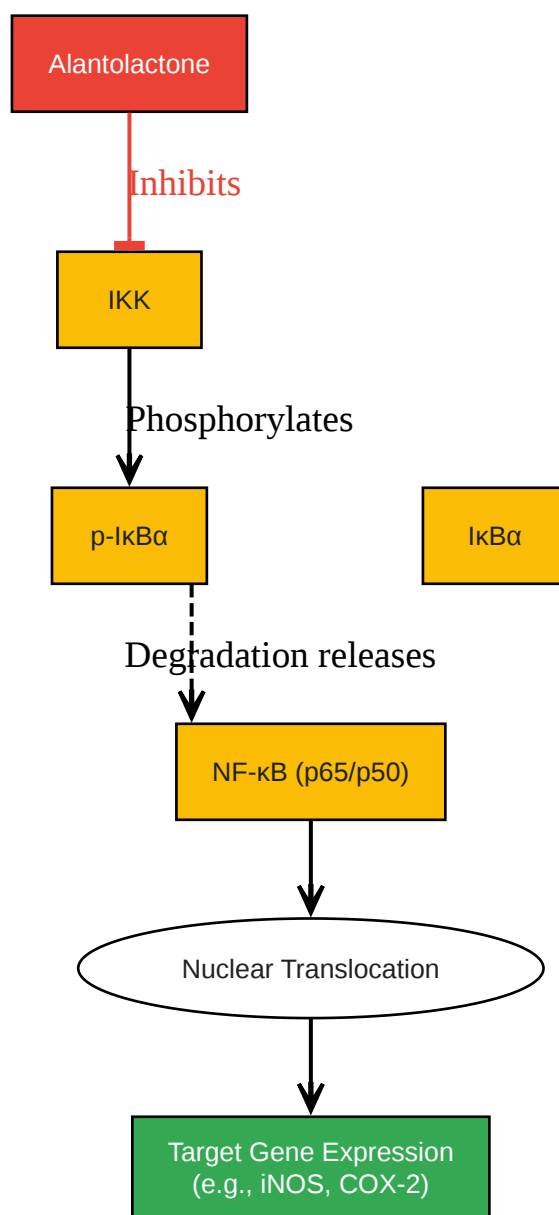 Alantolactone
Inhibits
IKK
Phosphorylates
p-IκBα
IκBα
Degradation releases
NF-κB (p65/p50)
Nuclear Translocation
Target Gene Expression
(e.g., iNOS, COX-2)